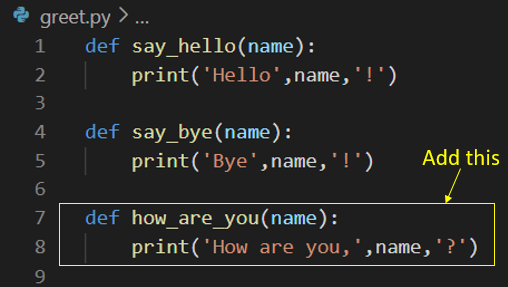 greet.py > ...
1 def say_hello(name):
2     print('Hello',name,'!')
3
4 def say_bye(name):
5     print('Bye',name,'!')
6
Add this
7 def how_are_you(name):
8     print('How are you,',name,'?')
9